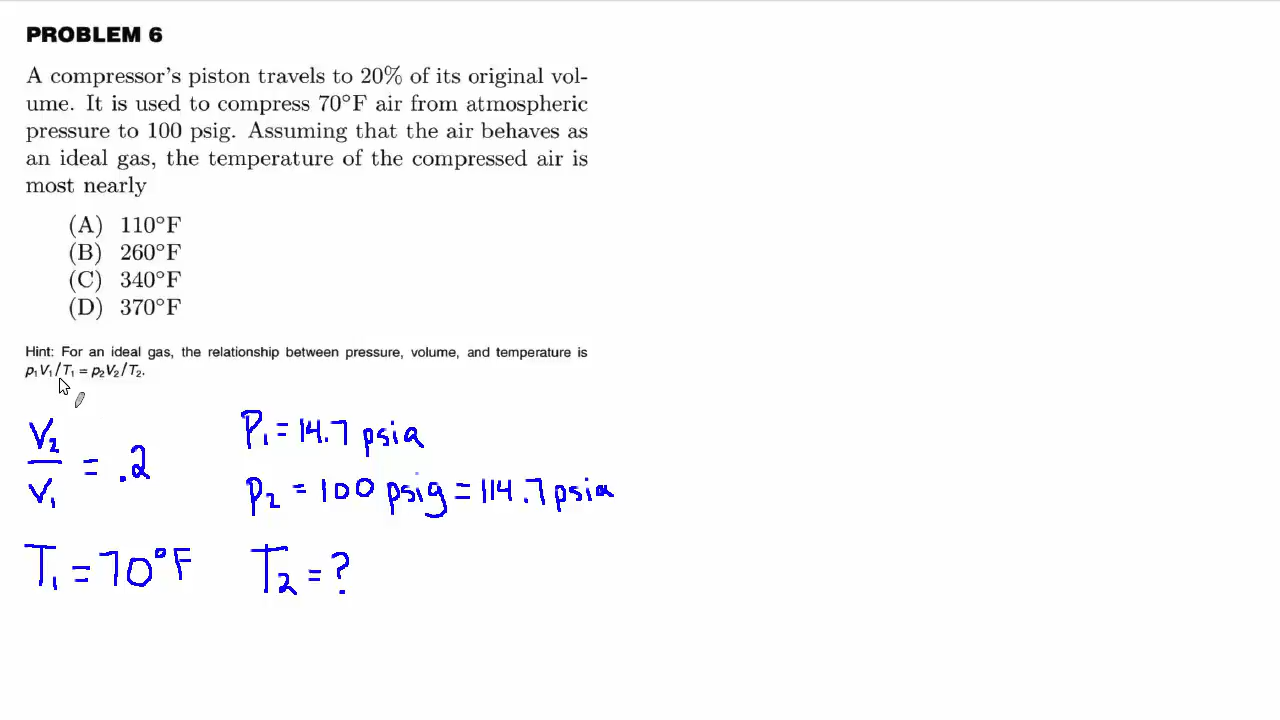 PROBLEM 6
A compressor's piston travels to 20% of its original vol-
ume. It is used to compress 70°F air from atmospheric
pressure to 100 psig. Assuming that the air behaves as
an ideal gas, the temperature of the compressed air is
most nearly
(A) 110°F
(B) 260°F
(C) 340°F
(D) 370°F
Hint: For an ideal gas, the relationship between pressure, volume, and temperature is
p₁V₁/T₁ = p₂V₂/T₂.
V₂/V₁ = .2
P₁ = 14.7 psia
P₂ = 100 psig = 114.7 psia
T₁ = 70°F
T₂ = ?